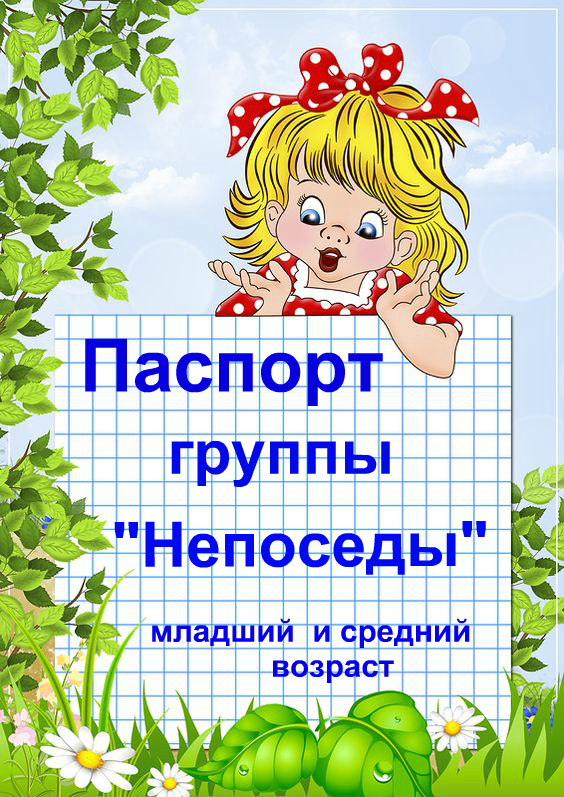 Паспорт
группы
"Непоседы"
младший и средний
возраст